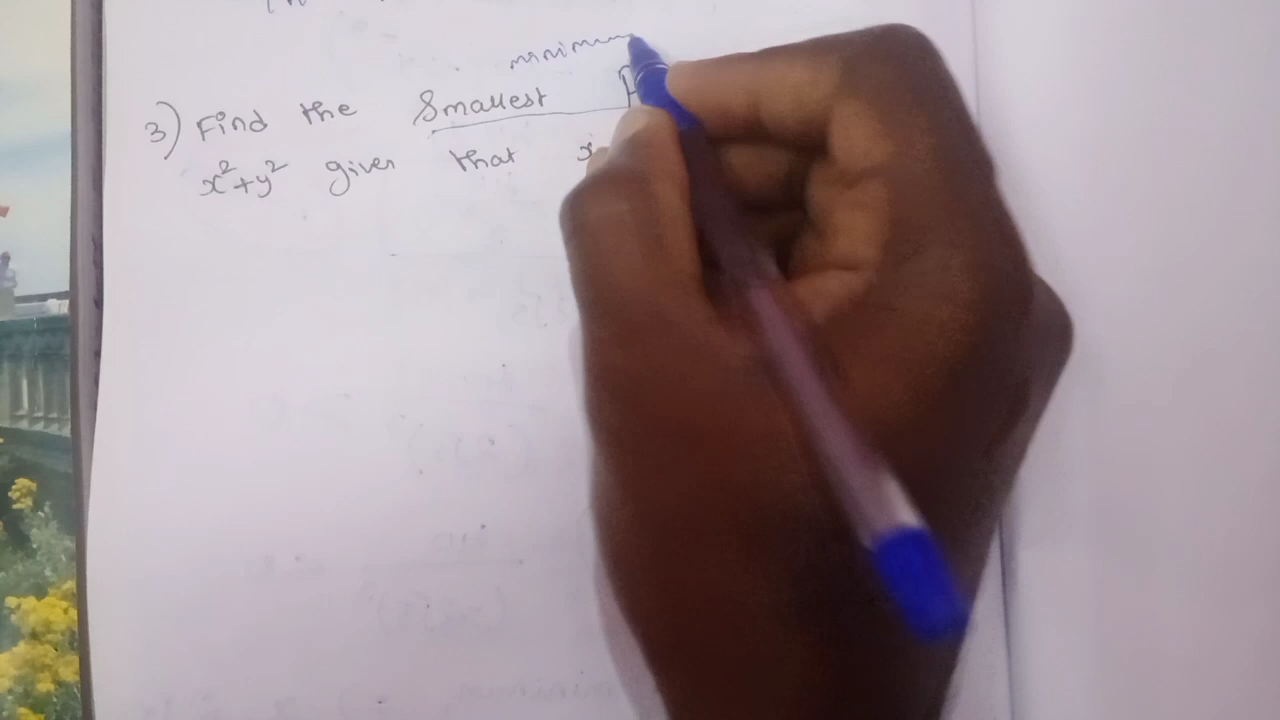 minimum
3) Find the Smallest
x²+y² given that x